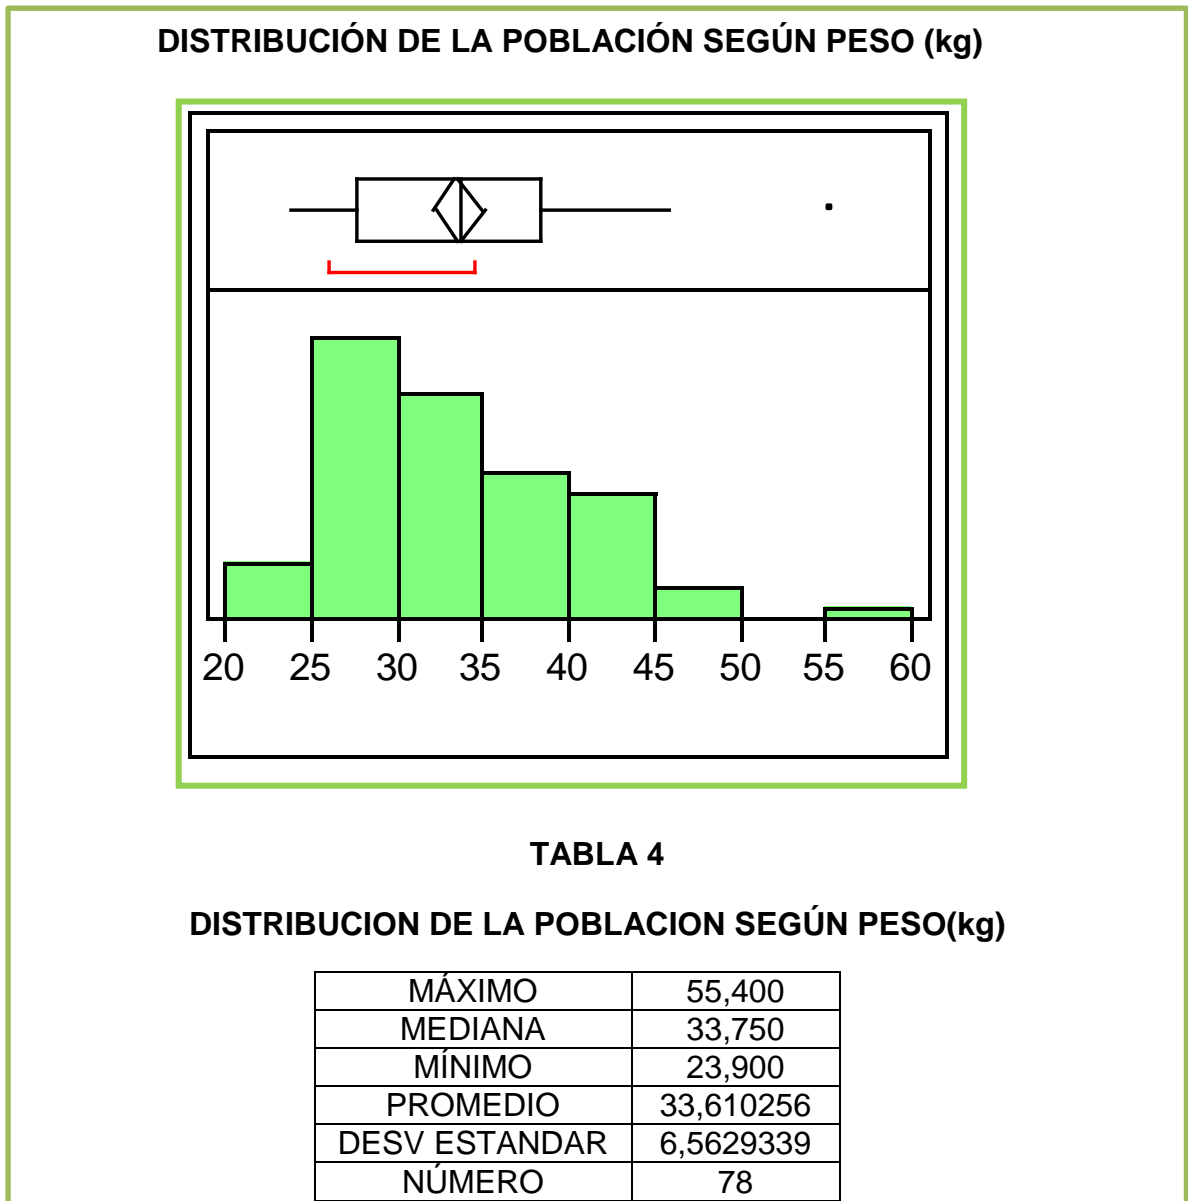 DISTRIBUCIÓN DE LA POBLACIÓN SEGÚN PESO (kg)
20 25 30 35 40 45 50 55 60
TABLA 4
DISTRIBUCION DE LA POBLACION SEGÚN PESO(kg)
MÁXIMO 55,400
MEDIANA 33,750
MÍNIMO 23,900
PROMEDIO 33,610256
DESV ESTANDAR 6,5629339
NÚMERO 78